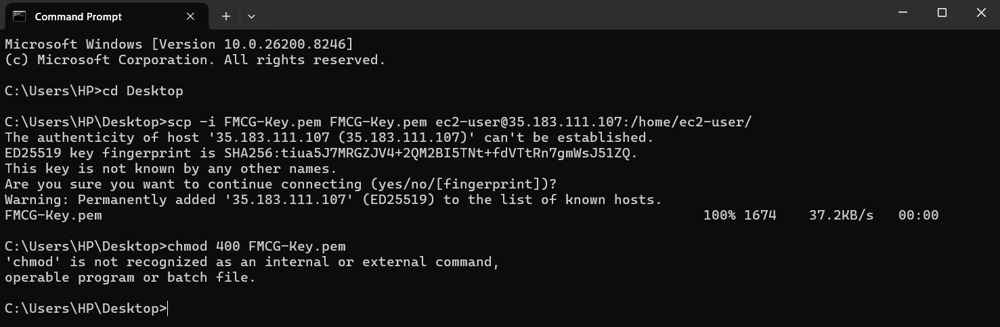 Command Prompt
Microsoft Windows [Version 10.0.26200.8246]
(c) Microsoft Corporation. All rights reserved.
C:\Users\HP>cd Desktop
C:\Users\HP\Desktop>scp -i FMCG-Key.pem FMCG-Key.pem ec2-user@35.183.111.107:/home/ec2-user/
The authenticity of host '35.183.111.107 (35.183.111.107)' can't be established.
ED25519 key fingerprint is SHA256:tiua5J7MRGZJV4+2QM2BI5TNt+fdVTtRn7gmWsJ51ZQ.
This key is not known by any other names.
Are you sure you want to continue connecting (yes/no/[fingerprint])?
Warning: Permanently added '35.183.111.107' (ED25519) to the list of known hosts.
FMCG-Key.pem 100% 1674 37.2KB/s 00:00
C:\Users\HP\Desktop>chmod 400 FMCG-Key.pem
'chmod' is not recognized as an internal or external command,
operable program or batch file.
C:\Users\HP\Desktop>